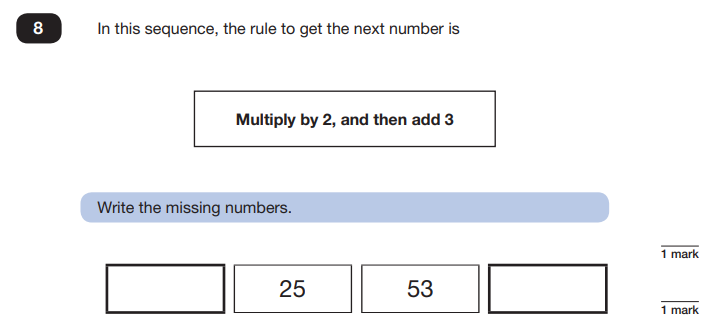 8 In this sequence, the rule to get the next number is
Multiply by 2, and then add 3
Write the missing numbers.
1 mark
25 53
1 mark